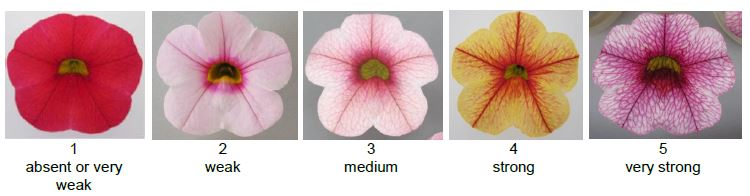 1
absent or very
weak
2
weak
3
medium
4
strong
5
very strong